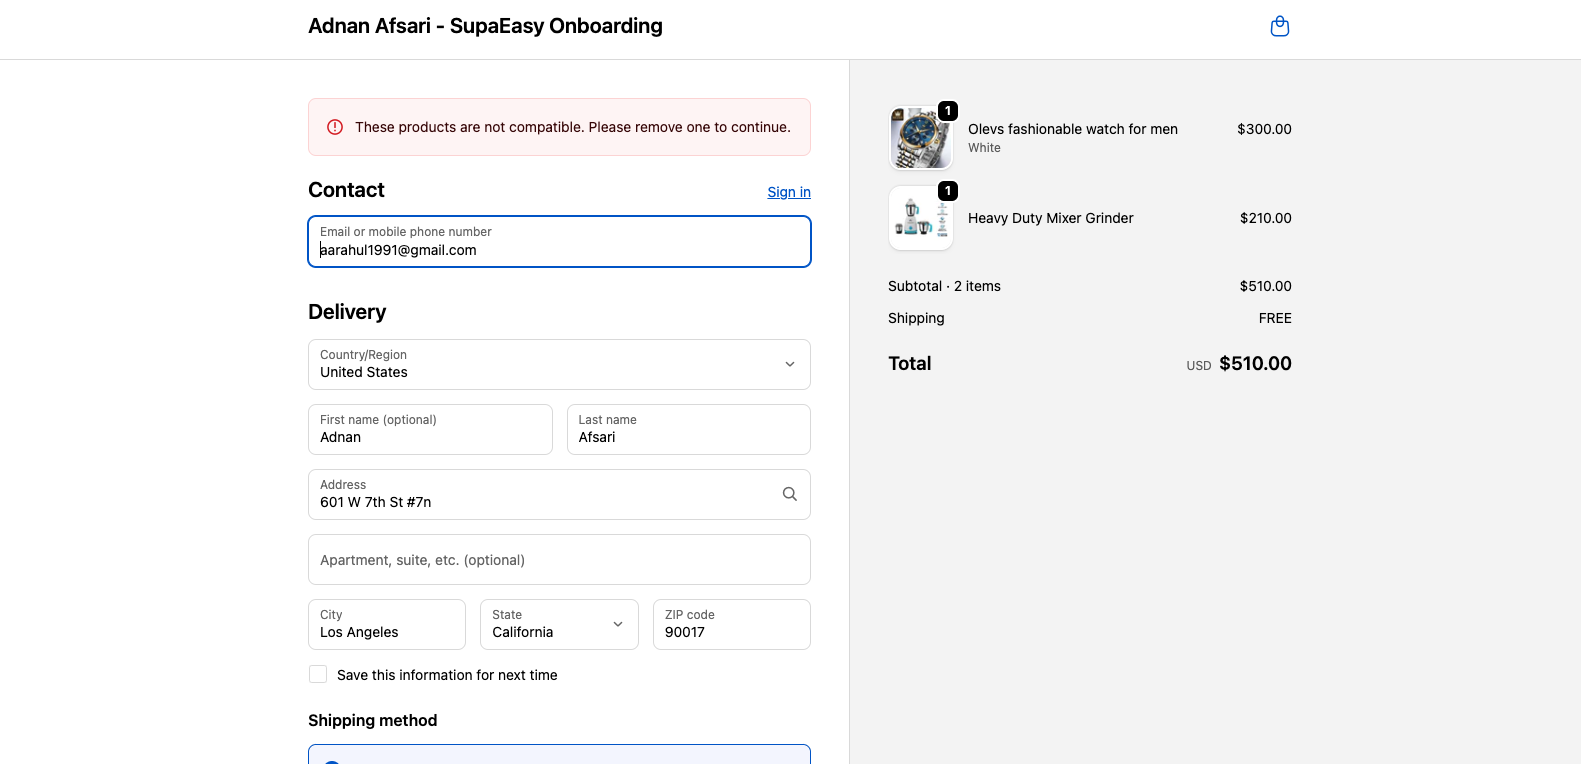 Adnan Afsari - SupaEasy Onboarding
These products are not compatible. Please remove one to continue.
Contact
Sign in
Email or mobile phone number
aarahul1991@gmail.com
Delivery
Country/Region
United States
First name (optional)
Adnan
Last name
Afsari
Address
601 W 7th St #7n
Apartment, suite, etc. (optional)
City
Los Angeles
State
California
ZIP code
90017
Save this information for next time
Shipping method
1
Olevs fashionable watch for men
$300.00
White
1
Heavy Duty Mixer Grinder
$210.00
Subtotal · 2 items
$510.00
Shipping
FREE
Total
USD $510.00